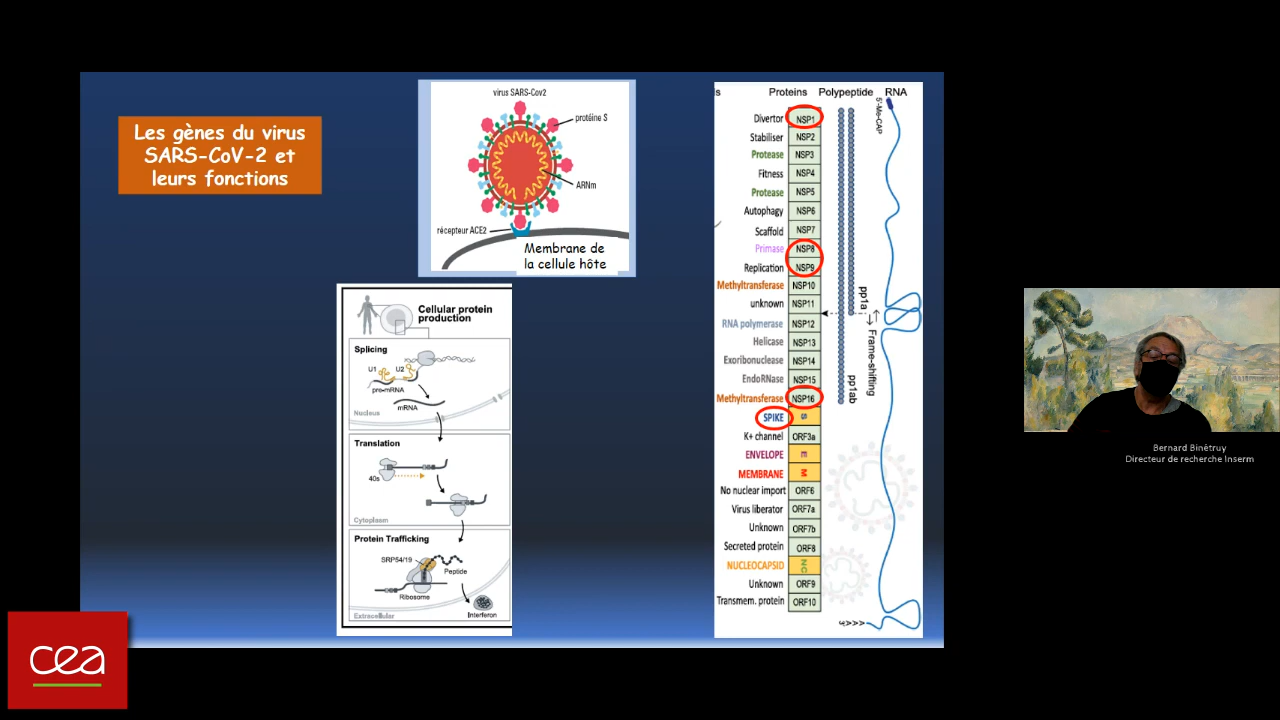 Les gènes du virus
SARS-CoV-2 et
leurs fonctions
virus SARS-Cov2
protéine S
ARNm
récepteur ACE2
Membrane de
la cellule hôte
Cellular protein
production
Splicing
U1 U2
pre-mRNA
mRNA
Nucleus
Translation
40s
Cytoplasm
Protein Trafficking
SRP54/19
Peptide
Ribosome
Interferon
Extracellular
Proteins Polypeptide RNA
5'-Me-CAP
Divertor NSP1
Stabiliser NSP2
Protease NSP3
Fitness NSP4
Protease NSP5
Autophagy NSP6
Scaffold NSP7
Primase NSP8
Replication NSP9
Methyltransferase NSP10
unknown NSP11
RNA polymerase NSP12
Helicase NSP13
Exoribonuclease NSP14
EndoRNase NSP15
Methyltransferase NSP16
pp1a
Frame-shifting
pp1ab
SPIKE S
K+ channel ORF3a
ENVELOPE E
MEMBRANE M
No nuclear import ORF6
Virus liberator ORF7a
Unknown ORF7b
Secreted protein ORF8
NUCLEOCAPSID NC
Unknown ORF9
Transmem. protein ORF10
cea
Bernard Binétruy
Directeur de recherche Inserm